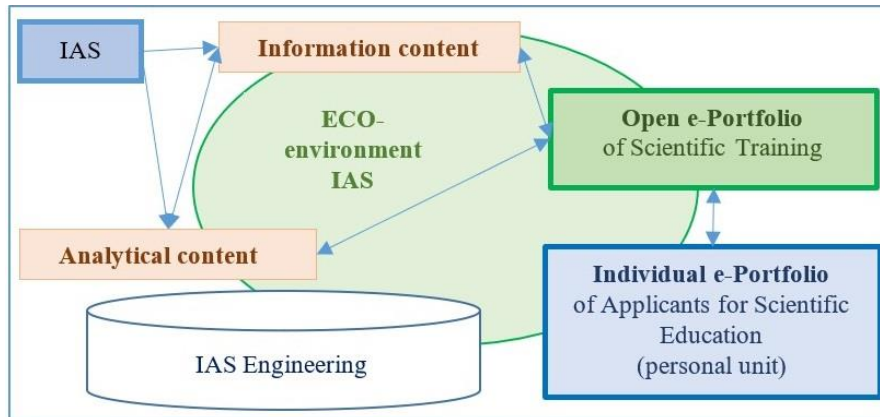 IAS
Information content
ECO-
environment
IAS
Open e-Portfolio
of Scientific Training
Analytical content
Individual e-Portfolio
of Applicants for Scientific
Education
(personal unit)
IAS Engineering